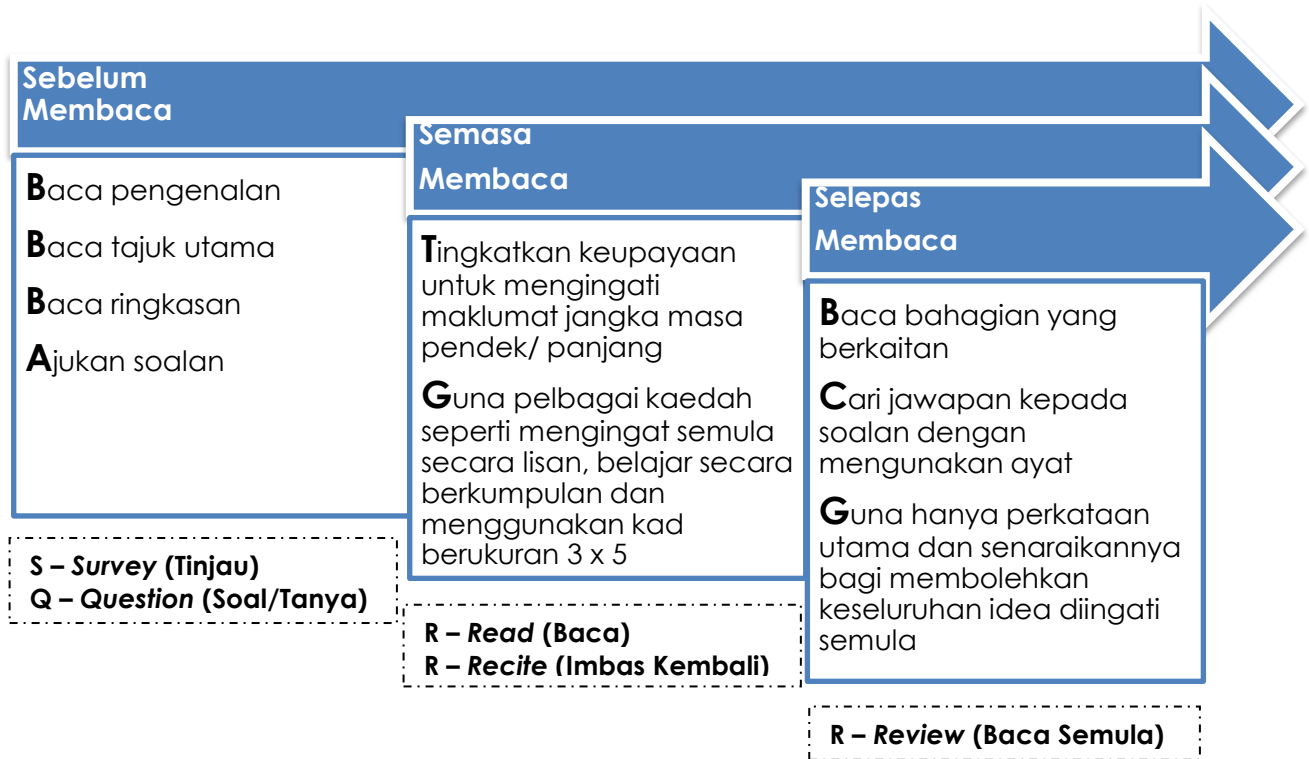 Sebelum
Membaca
Baca pengenalan
Baca tajuk utama
Baca ringkasan
Ajukan soalan
S – Survey (Tinjau)
Q – Question (Soal/Tanya)
Semasa
Membaca
Tingkatkan keupayaan
untuk mengingati
maklumat jangka masa
pendek/ panjang
Guna pelbagai kaedah
seperti mengingat semula
secara lisan, belajar secara
berkumpulan dan
menggunakan kad
berukuran 3 x 5
R – Read (Baca)
R – Recite (Imbas Kembali)
Selepas
Membaca
Baca bahagian yang
berkaitan
Cari jawapan kepada
soalan dengan
mengunakan ayat
Guna hanya perkataan
utama dan senaraikannya
bagi membolehkan
keseluruhan idea diingati
semula
R – Review (Baca Semula)